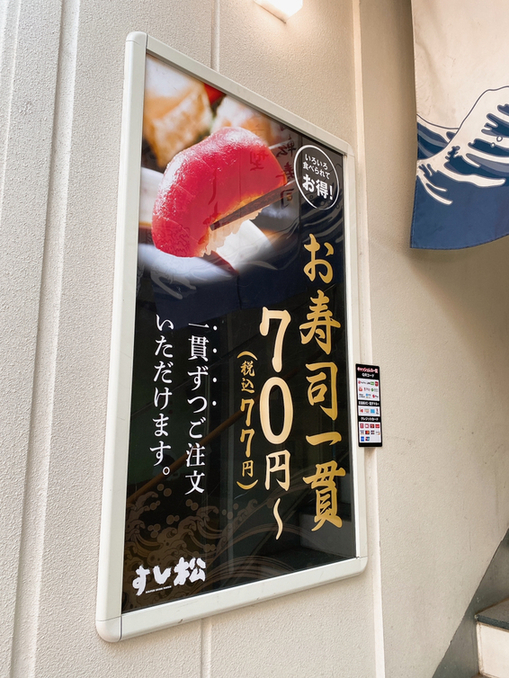 いろいろ
食べられて
お得!
お寿司一貫
70円～
(税込77円)
一貫ずつご注文
いただけます。
すし松